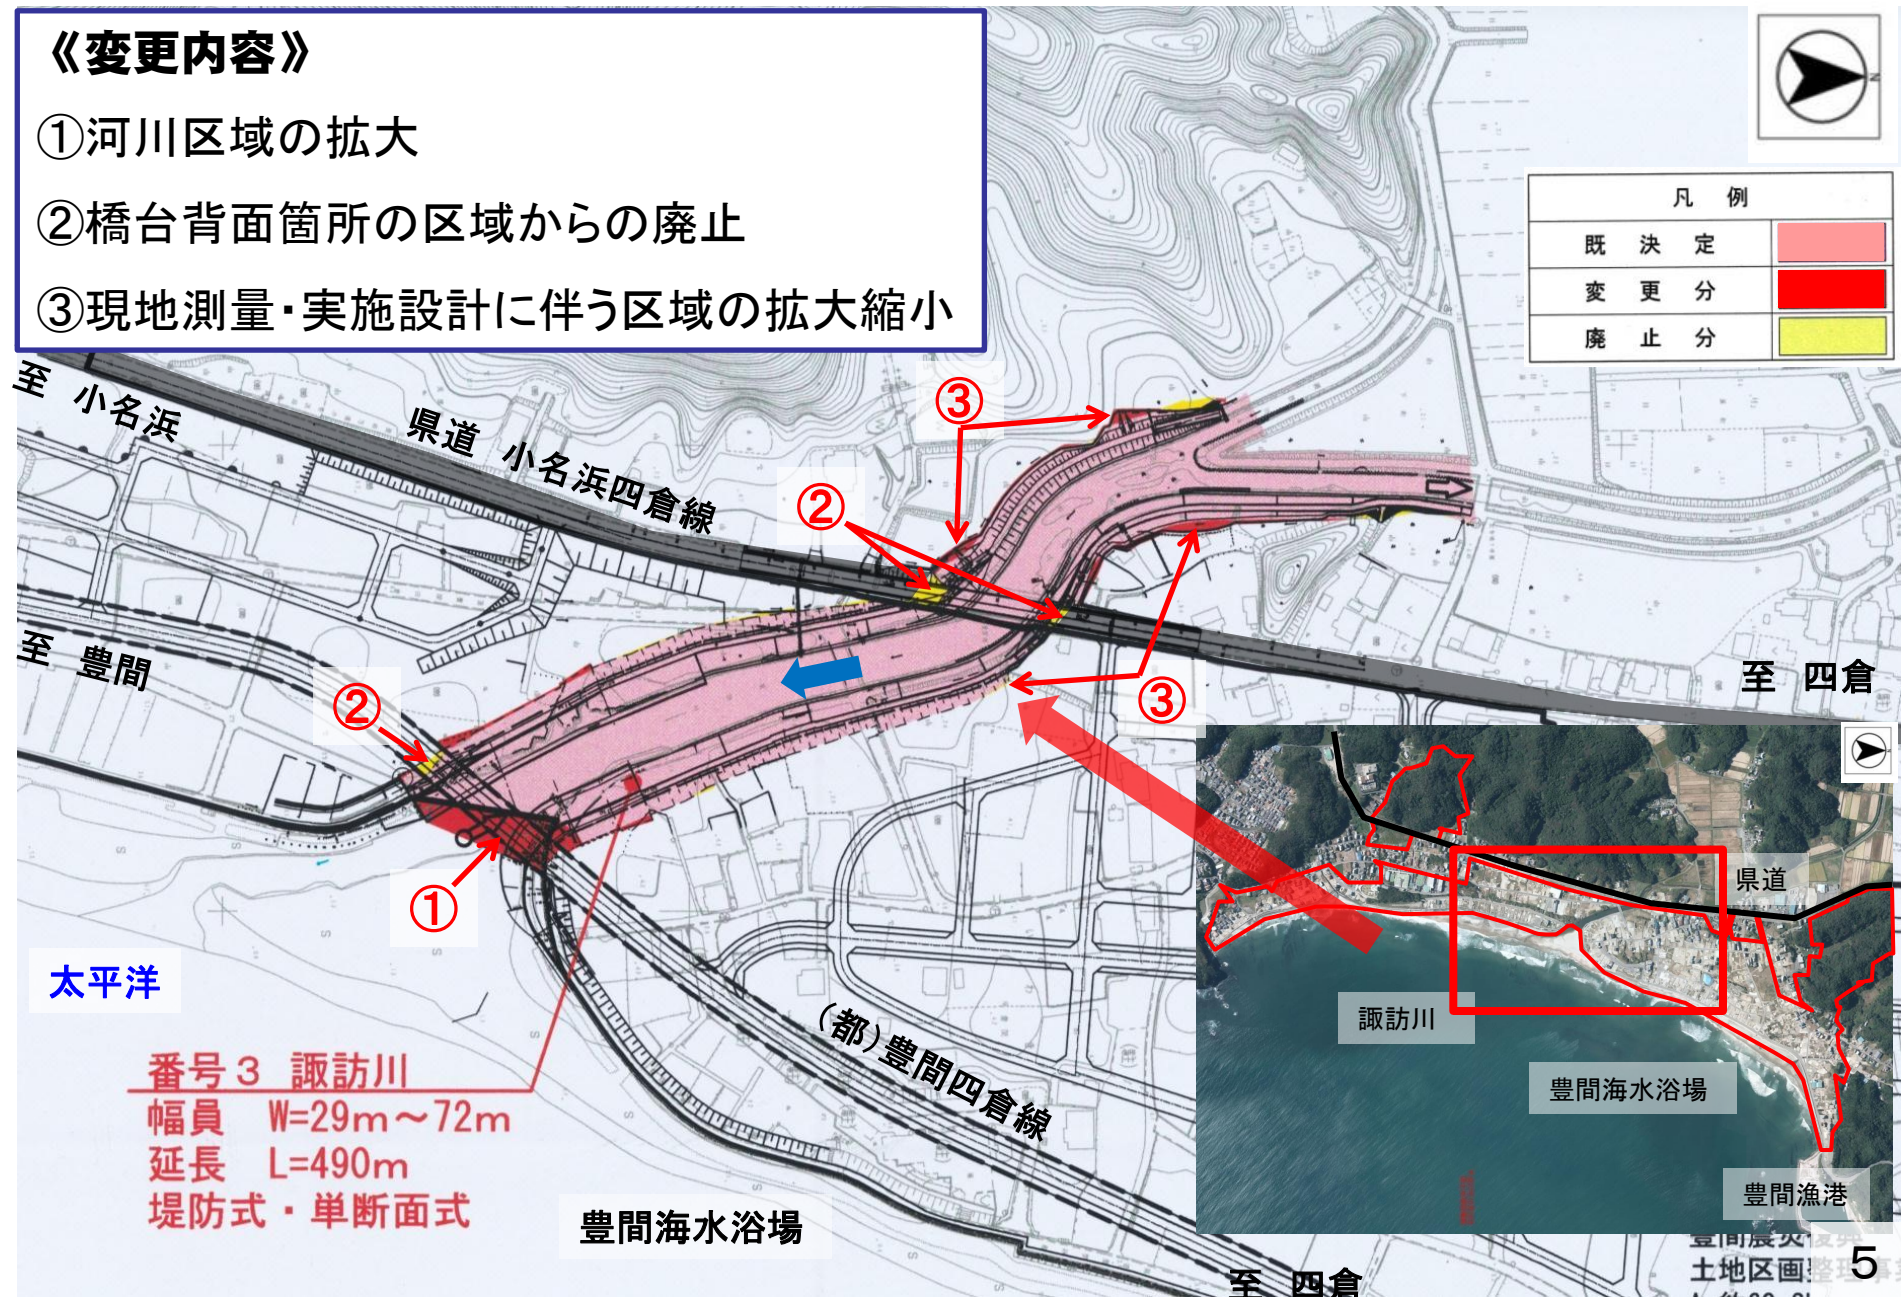 《変更内容》
①河川区域の拡大
②橋台背面箇所の区域からの廃止
③現地測量・実施設計に伴う区域の拡大縮小
N
凡 例
既 決 定
変 更 分
廃 止 分
至 小名浜
県道 小名浜四倉線
③
②
至 豊間
②
③
至 四倉
①
太平洋
県道
諏訪川
豊間海水浴場
豊間漁港
(都)豊間四倉線
番号3 諏訪川
幅員 W=29m～72m
延長 L=490m
堤防式・単断面式
豊間海水浴場
至 四倉
土地区画整理事
5